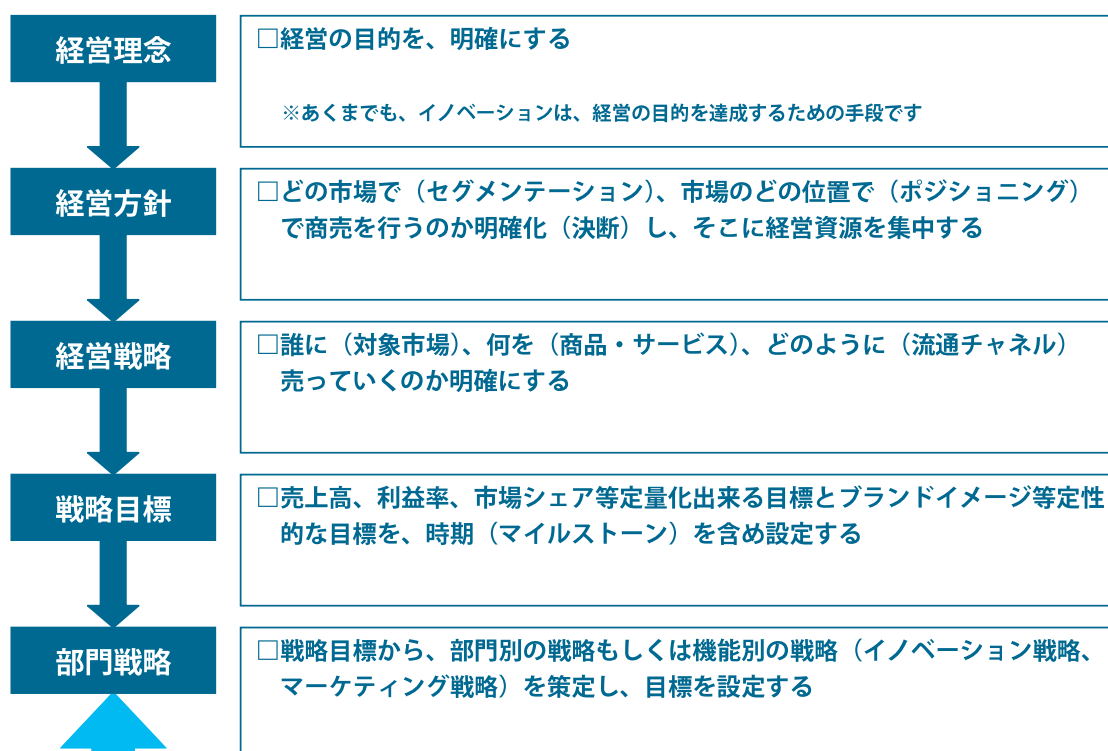 経営理念
□経営の目的を、明確にする
※あくまでも、イノベーションは、経営の目的を達成するための手段です
経営方針
□どの市場で（セグメンテーション）、市場のどの位置で（ポジショニング）
で商売を行うのか明確化（決断）し、そこに経営資源を集中する
経営戦略
□誰に（対象市場）、何を（商品・サービス）、どのように（流通チャネル）
売っていくのか明確にする
戦略目標
□売上高、利益率、市場シェア等定量化出来る目標とブランドイメージ等定性
的な目標を、時期（マイルストーン）を含め設定する
部門戦略
□戦略目標から、部門別の戦略もしくは機能別の戦略（イノベーション戦略、
マーケティング戦略）を策定し、目標を設定する